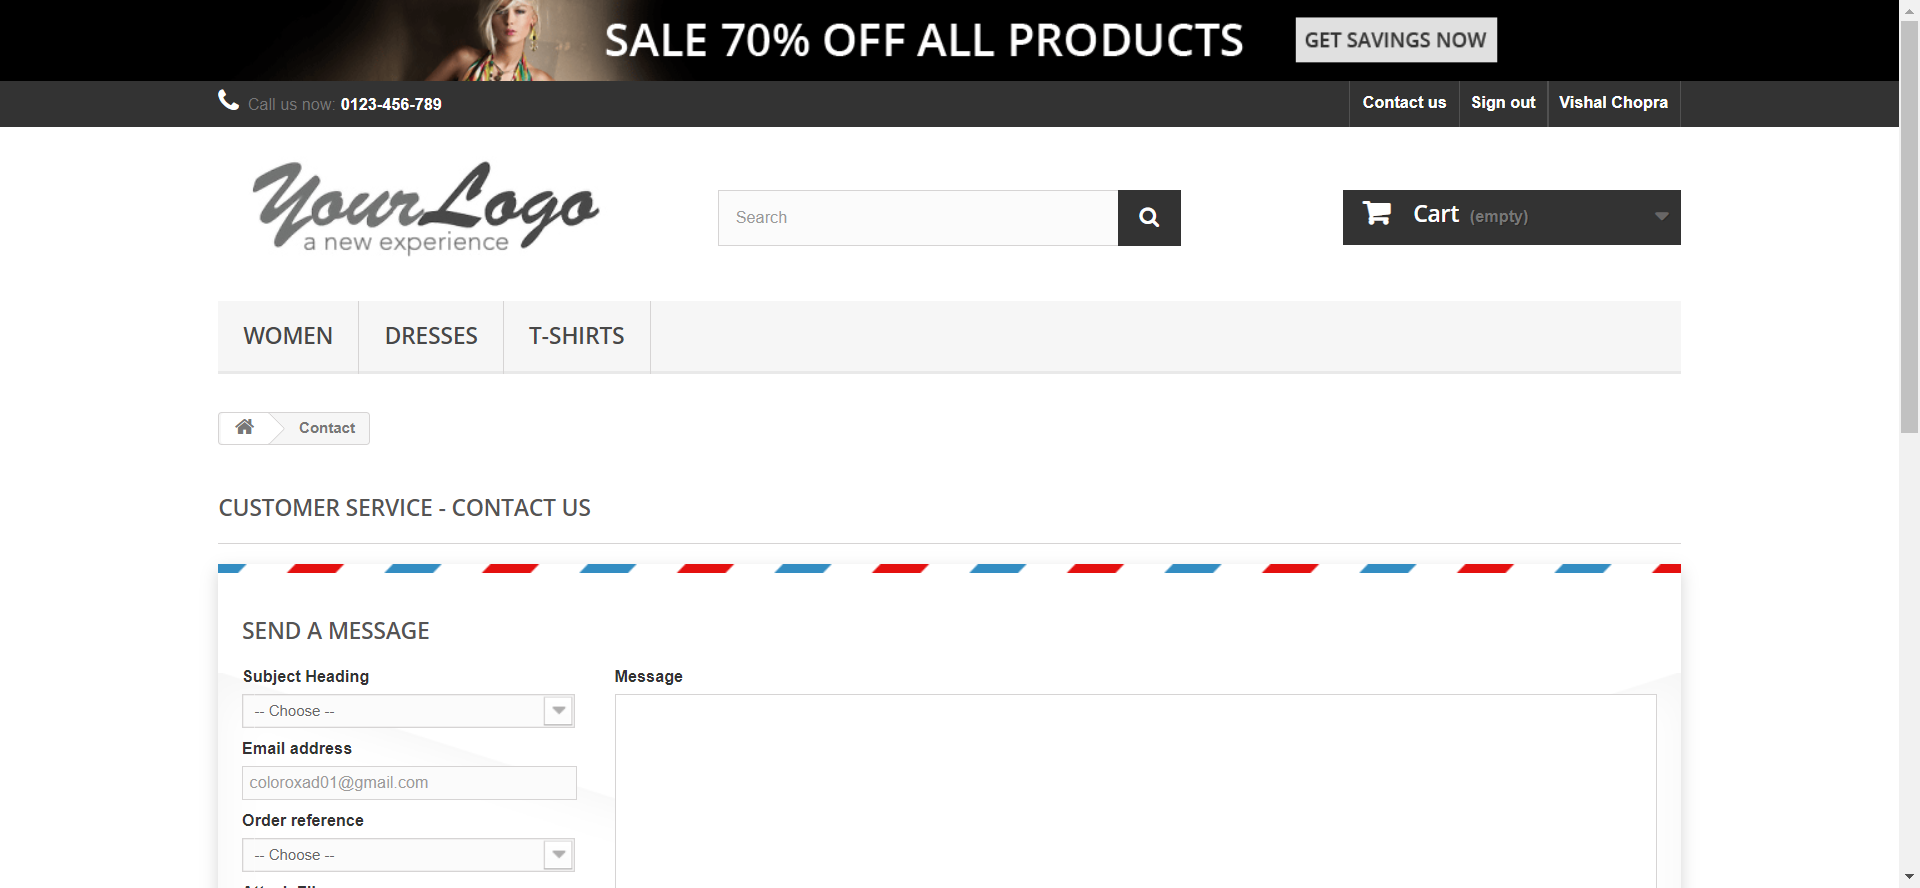 SALE 70% OFF ALL PRODUCTS
GET SAVINGS NOW
Call us now: 0123-456-789
Contact us
Sign out
Vishal Chopra
YourLogo
a new experience
Search
Cart (empty)
WOMEN
DRESSES
T-SHIRTS
Contact
CUSTOMER SERVICE - CONTACT US
SEND A MESSAGE
Subject Heading
-- Choose --
Message
Email address
coloroxad01@gmail.com
Order reference
-- Choose --